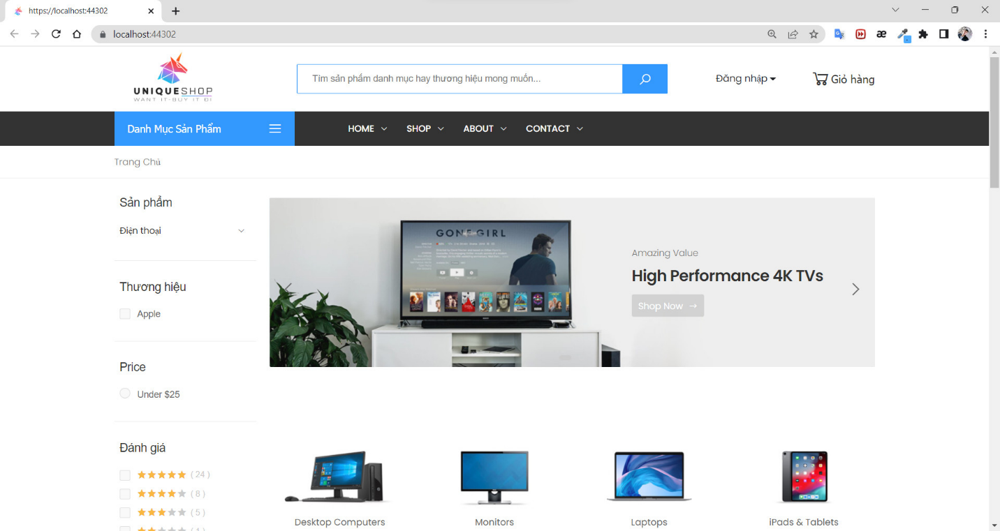 https://localhost:44302
localhost:44302
UNIQUESHOP
WANT IT-BUY IT ĐI
Tìm sản phẩm danh mục hay thương hiệu mong muốn...
Đăng nhập
Giỏ hàng
Danh Mục Sản Phẩm
HOME
SHOP
ABOUT
CONTACT
Trang Chủ
Sản phẩm
Điện thoại
Thương hiệu
Apple
Price
Under $25
Đánh giá
( 24 )
( 8 )
( 5 )
GONE GIRL
Amazing Value
High Performance 4K TVs
Shop Now →
Desktop Computers
Monitors
Laptops
iPads & Tablets